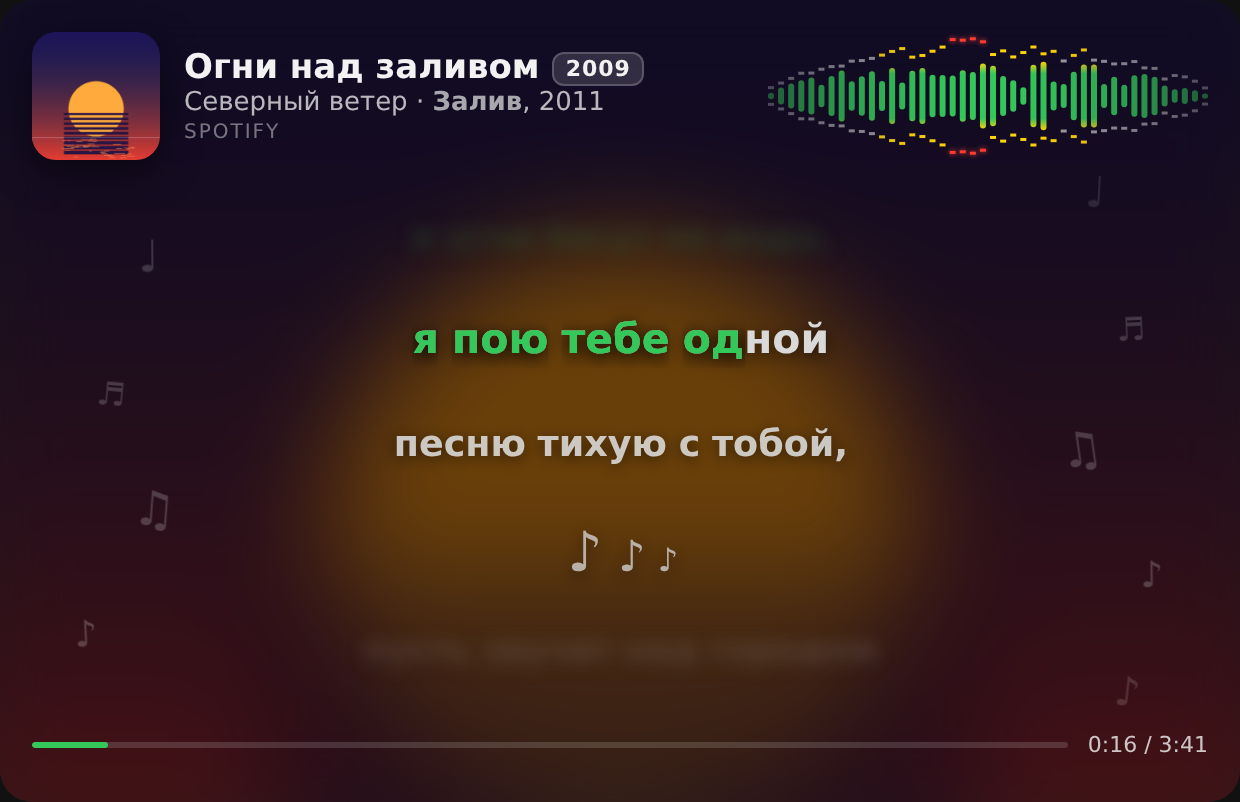 Огни над заливом 2009
Северный ветер · Залив, 2011
SPOTIFY
я пою тебе одной
песню тихую с тобой,
0:16 / 3:41